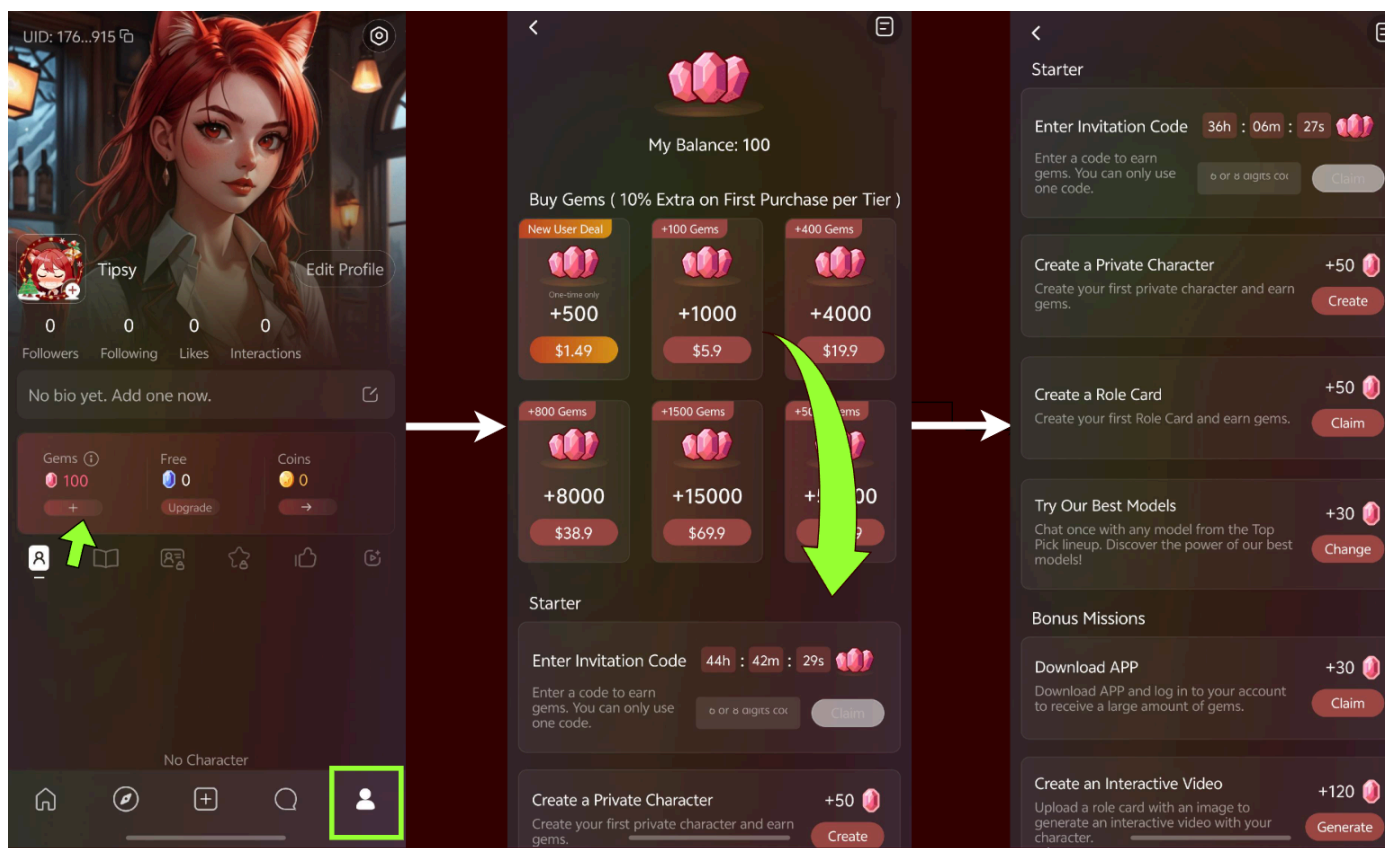 UID: 176...915
Tipsy
Edit Profile
0 0 0 0
Followers Following Likes Interactions
No bio yet. Add one now.
Gems Free Coins
100 0 0
+ Upgrade →
No Character
My Balance: 100
Buy Gems ( 10% Extra on First Purchase per Tier )
New User Deal +100 Gems +400 Gems
One-time only
+500 +1000 +4000
$1.49 $5.9 $19.9
+800 Gems +1500 Gems
+8000 +15000
$38.9 $69.9
Starter
Enter Invitation Code 44h : 42m : 29s
Enter a code to earn
gems. You can only use
one code.
6 or 8 digits
Claim
Create a Private Character +50
Create your first private character and earn
gems.
Create
Starter
Enter Invitation Code 36h : 06m : 27s
Enter a code to earn
gems. You can only use
one code.
6 or 8 digits
Claim
Create a Private Character +50
Create your first private character and earn
gems.
Create
Create a Role Card +50
Create your first Role Card and earn gems.
Claim
Try Our Best Models +30
Chat once with any model from the Top
Pick lineup. Discover the power of our best
models!
Change
Bonus Missions
Download APP +30
Download APP and log in to your account
to receive a large amount of gems.
Claim
Create an Interactive Video +120
Upload a role card with an image to
generate an interactive video with your
character.
Generate